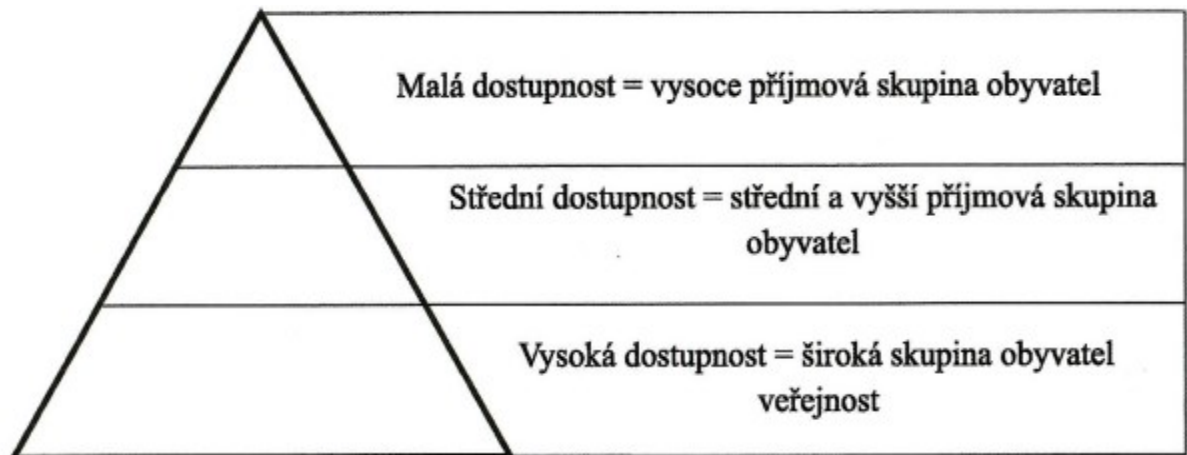 Malá dostupnost = vysoce příjmová skupina obyvatel
Střední dostupnost = střední a vyšší příjmová skupina
obyvatel
Vysoká dostupnost = široká skupina obyvatel
veřejnost